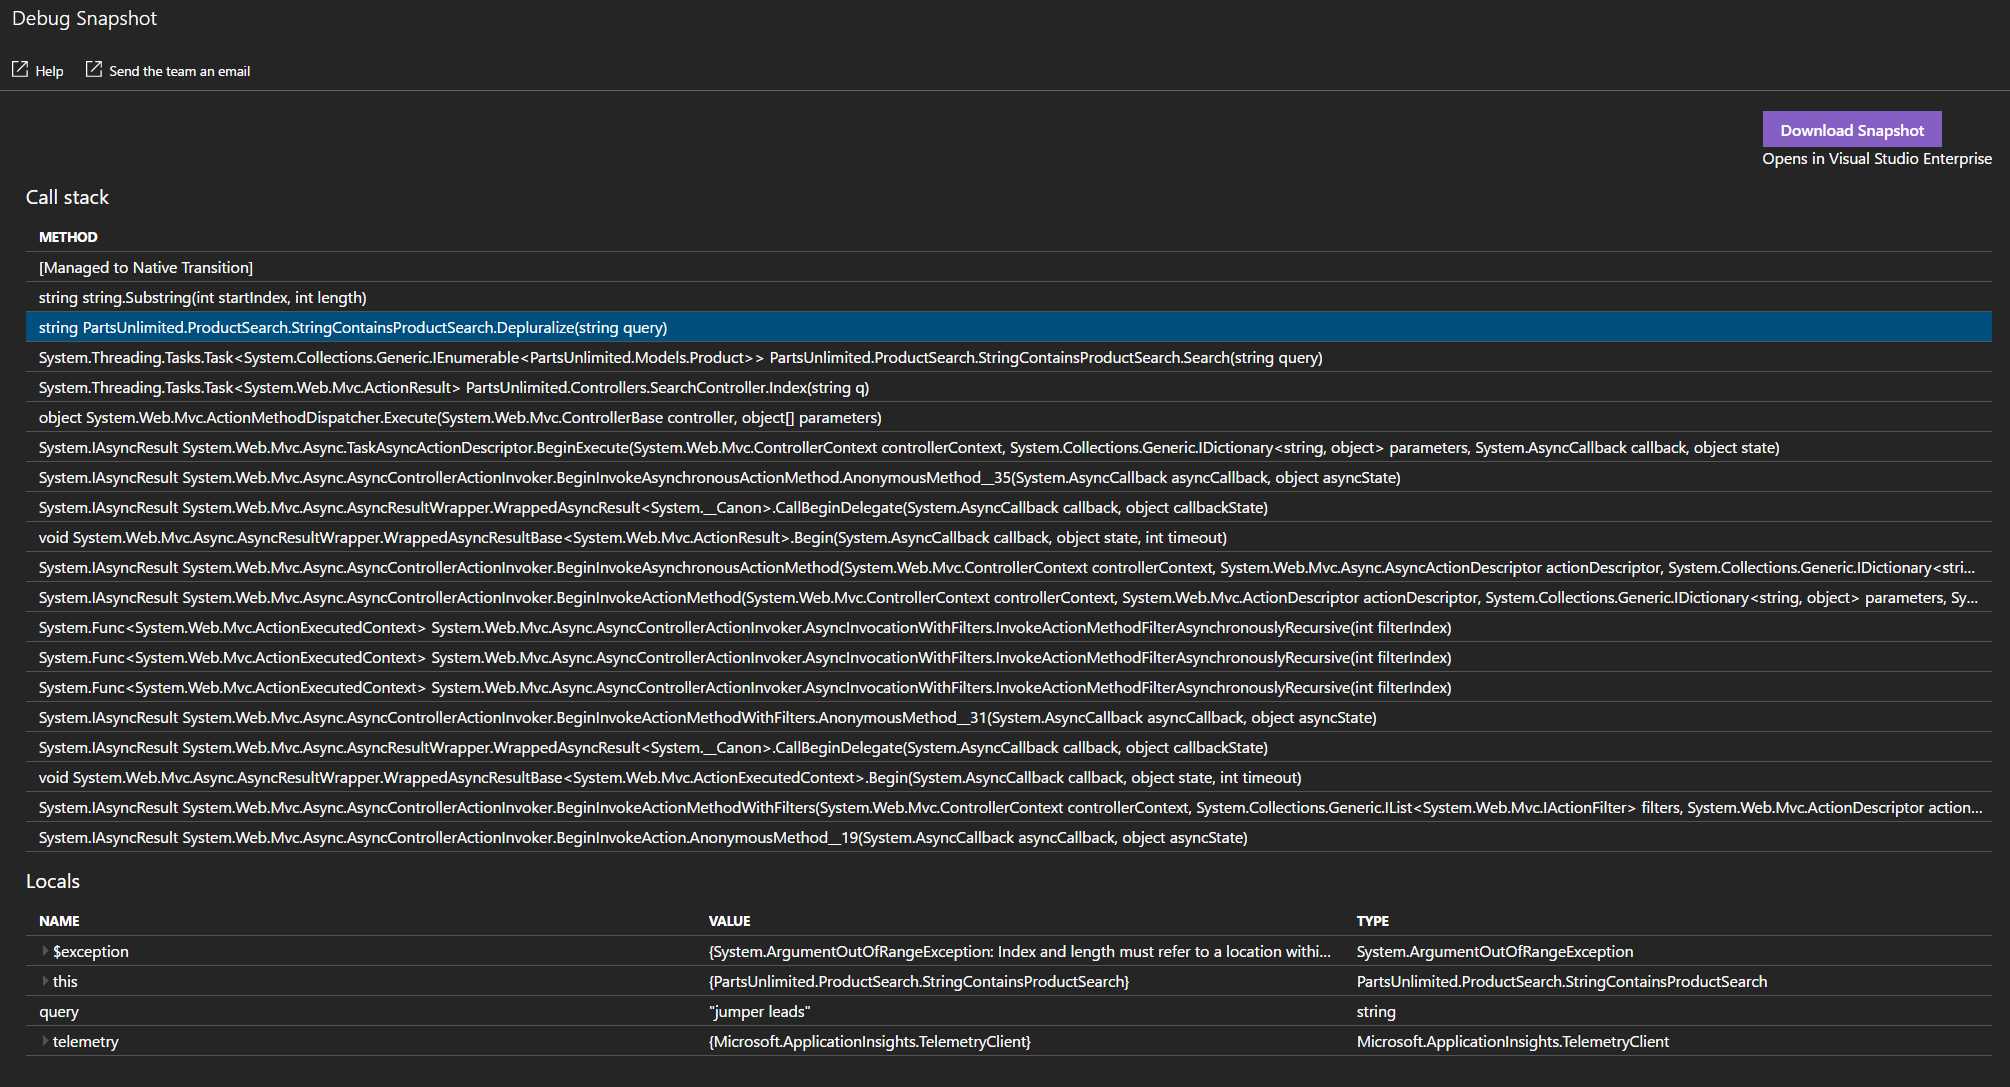 Debug Snapshot
Help Send the team an email
Download Snapshot
Opens in Visual Studio Enterprise
Call stack
METHOD
[Managed to Native Transition]
string string.Substring(int startIndex, int length)
string PartsUnlimited.ProductSearch.StringContainsProductSearch.Depluralize(string query)
System.Threading.Tasks.Task<System.Collections.Generic.IEnumerable<PartsUnlimited.Models.Product>> PartsUnlimited.ProductSearch.StringContainsProductSearch.Search(string query)
System.Threading.Tasks.Task<System.Web.Mvc.ActionResult> PartsUnlimited.Controllers.SearchController.Index(string q)
object System.Web.Mvc.ActionMethodDispatcher.Execute(System.Web.Mvc.ControllerBase controller, object[] parameters)
System.IAsyncResult System.Web.Mvc.Async.TaskAsyncActionDescriptor.BeginExecute(System.Web.Mvc.ControllerContext controllerContext, System.Collections.Generic.IDictionary<string, object> parameters, System.AsyncCallback callback, object state)
System.IAsyncResult System.Web.Mvc.Async.AsyncControllerActionInvoker.BeginInvokeAsynchronousActionMethod.AnonymousMethod__35(System.AsyncCallback asyncCallback, object asyncState)
System.IAsyncResult System.Web.Mvc.Async.AsyncResultWrapper.WrappedAsyncResult<System.__Canon>.CallBeginDelegate(System.AsyncCallback callback, object callbackState)
void System.Web.Mvc.Async.AsyncResultWrapper.WrappedAsyncResultBase<System.Web.Mvc.ActionResult>.Begin(System.AsyncCallback callback, object state, int timeout)
System.IAsyncResult System.Web.Mvc.Async.AsyncControllerActionInvoker.BeginInvokeAsynchronousActionMethod(System.Web.Mvc.ControllerContext controllerContext, System.Web.Mvc.Async.AsyncActionDescriptor actionDescriptor, System.Collections.Generic.IDictionary<stri...
System.IAsyncResult System.Web.Mvc.Async.AsyncControllerActionInvoker.BeginInvokeActionMethod(System.Web.Mvc.ControllerContext controllerContext, System.Web.Mvc.ActionDescriptor actionDescriptor, System.Collections.Generic.IDictionary<string, object> parameters, Sy...
System.Func<System.Web.Mvc.ActionExecutedContext> System.Web.Mvc.Async.AsyncControllerActionInvoker.AsyncInvocationWithFilters.InvokeActionMethodFilterAsynchronouslyRecursive(int filterIndex)
System.Func<System.Web.Mvc.ActionExecutedContext> System.Web.Mvc.Async.AsyncControllerActionInvoker.AsyncInvocationWithFilters.InvokeActionMethodFilterAsynchronouslyRecursive(int filterIndex)
System.Func<System.Web.Mvc.ActionExecutedContext> System.Web.Mvc.Async.AsyncControllerActionInvoker.AsyncInvocationWithFilters.InvokeActionMethodFilterAsynchronouslyRecursive(int filterIndex)
System.IAsyncResult System.Web.Mvc.Async.AsyncControllerActionInvoker.BeginInvokeActionMethodWithFilters.AnonymousMethod__31(System.AsyncCallback asyncCallback, object asyncState)
System.IAsyncResult System.Web.Mvc.Async.AsyncResultWrapper.WrappedAsyncResult<System.__Canon>.CallBeginDelegate(System.AsyncCallback callback, object callbackState)
void System.Web.Mvc.Async.AsyncResultWrapper.WrappedAsyncResultBase<System.Web.Mvc.ActionExecutedContext>.Begin(System.AsyncCallback callback, object state, int timeout)
System.IAsyncResult System.Web.Mvc.Async.AsyncControllerActionInvoker.BeginInvokeActionMethodWithFilters(System.Web.Mvc.ControllerContext controllerContext, System.Collections.Generic.IList<System.Web.Mvc.IActionFilter> filters, System.Web.Mvc.ActionDescriptor action...
System.IAsyncResult System.Web.Mvc.Async.AsyncControllerActionInvoker.BeginInvokeAction.AnonymousMethod__19(System.AsyncCallback asyncCallback, object asyncState)
Locals
NAME VALUE TYPE
$exception {System.ArgumentOutOfRangeException: Index and length must refer to a location withi... System.ArgumentOutOfRangeException
this {PartsUnlimited.ProductSearch.StringContainsProductSearch} PartsUnlimited.ProductSearch.StringContainsProductSearch
query "jumper leads" string
telemetry {Microsoft.ApplicationInsights.TelemetryClient} Microsoft.ApplicationInsights.TelemetryClient